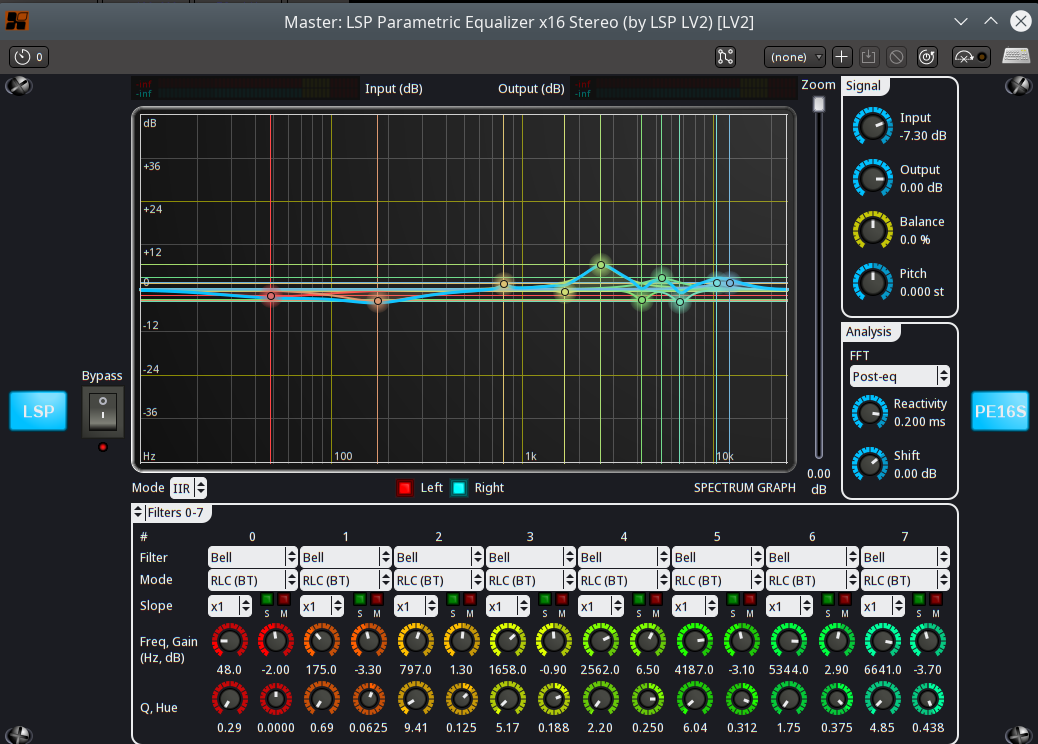 Master: LSP Parametric Equalizer x16 Stereo (by LSP LV2) [LV2]
0 (none)
-inf -inf Input (dB) Output (dB) -inf -inf Zoom
Signal
Input
-7.30 dB
Output
0.00 dB
Balance
0.0 %
Pitch
0.000 st
dB
+36
+24
+12
0
-12
-24
-36
Hz 100 1k 10k
Analysis
FFT
Post-eq
Reactivity
0.200 ms
Shift
0.00 dB
Bypass
LSP
PE16S
0.00
dB
Mode IIR Left Right SPECTRUM GRAPH
Filters 0-7
# 0 1 2 3 4 5 6 7
Filter Bell Bell Bell Bell Bell Bell Bell Bell
Mode RLC (BT) RLC (BT) RLC (BT) RLC (BT) RLC (BT) RLC (BT) RLC (BT) RLC (BT)
Slope x1 S M x1 S M x1 S M x1 S M x1 S M x1 S M x1 S M x1 S M
Freq, Gain
(Hz, dB)
48.0 -2.00 175.0 -3.30 797.0 1.30 1658.0 -0.90 2562.0 6.50 4187.0 -3.10 5344.0 2.90 6641.0 -3.70
Q, Hue
0.29 0.0000 0.69 0.0625 9.41 0.125 5.17 0.188 2.20 0.250 6.04 0.312 1.75 0.375 4.85 0.438